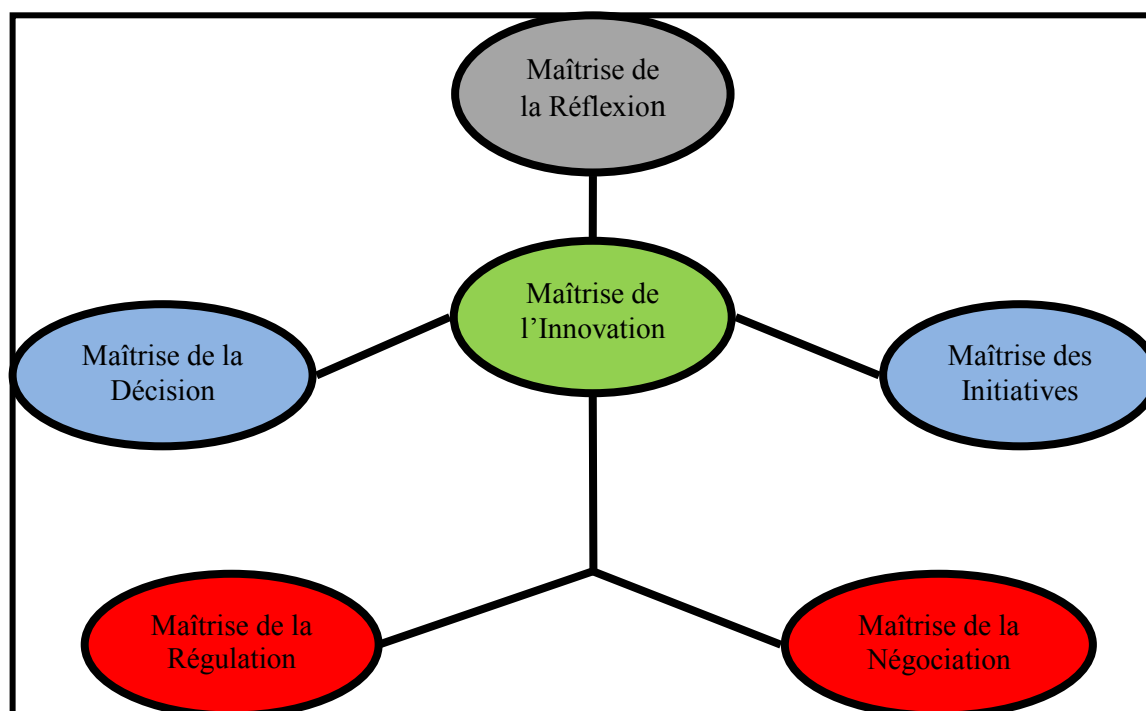 Maîtrise de
la Réflexion
Maîtrise de
l’Innovation
Maîtrise de la
Décision
Maîtrise des
Initiatives
Maîtrise de la
Régulation
Maîtrise de la
Négociation